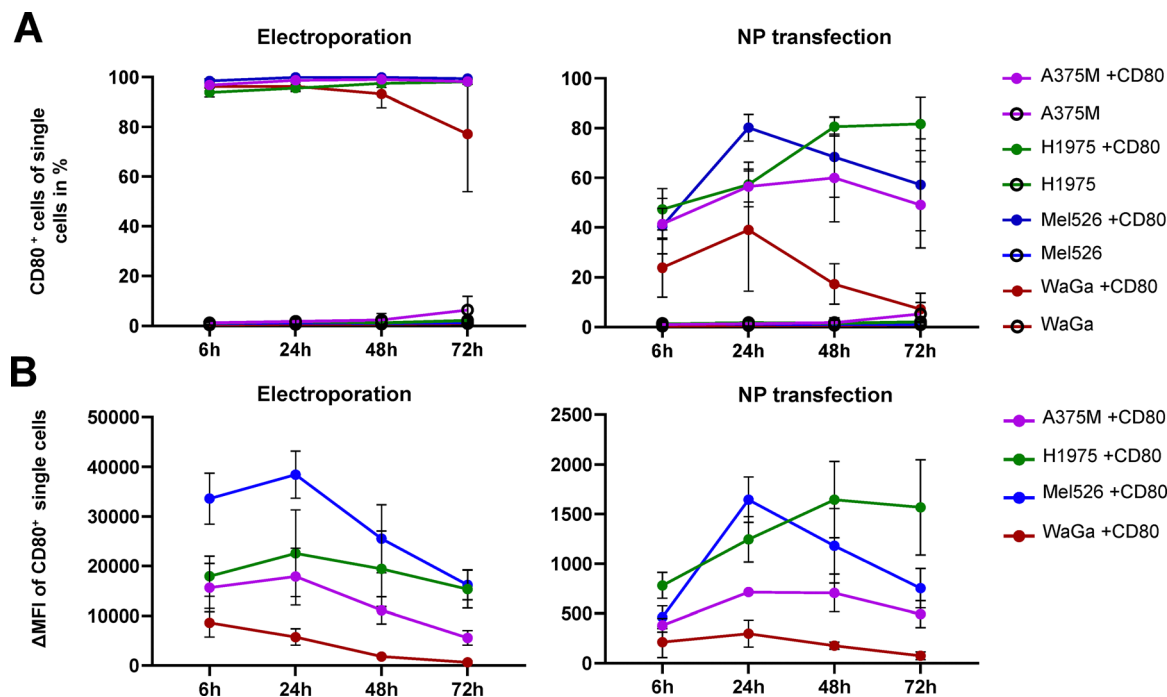 A
Electroporation
NP transfection
CD80⁺ cells of single
cells in %
100
80
60
40
20
0
6h 24h 48h 72h
100
80
60
40
20
0
6h 24h 48h 72h
A375M +CD80
A375M
H1975 +CD80
H1975
Mel526 +CD80
Mel526
WaGa +CD80
WaGa
B
Electroporation
NP transfection
ΔMFI of CD80⁺ single cells
50000
40000
30000
20000
10000
0
6h 24h 48h 72h
2500
2000
1500
1000
500
0
6h 24h 48h 72h
A375M +CD80
H1975 +CD80
Mel526 +CD80
WaGa +CD80